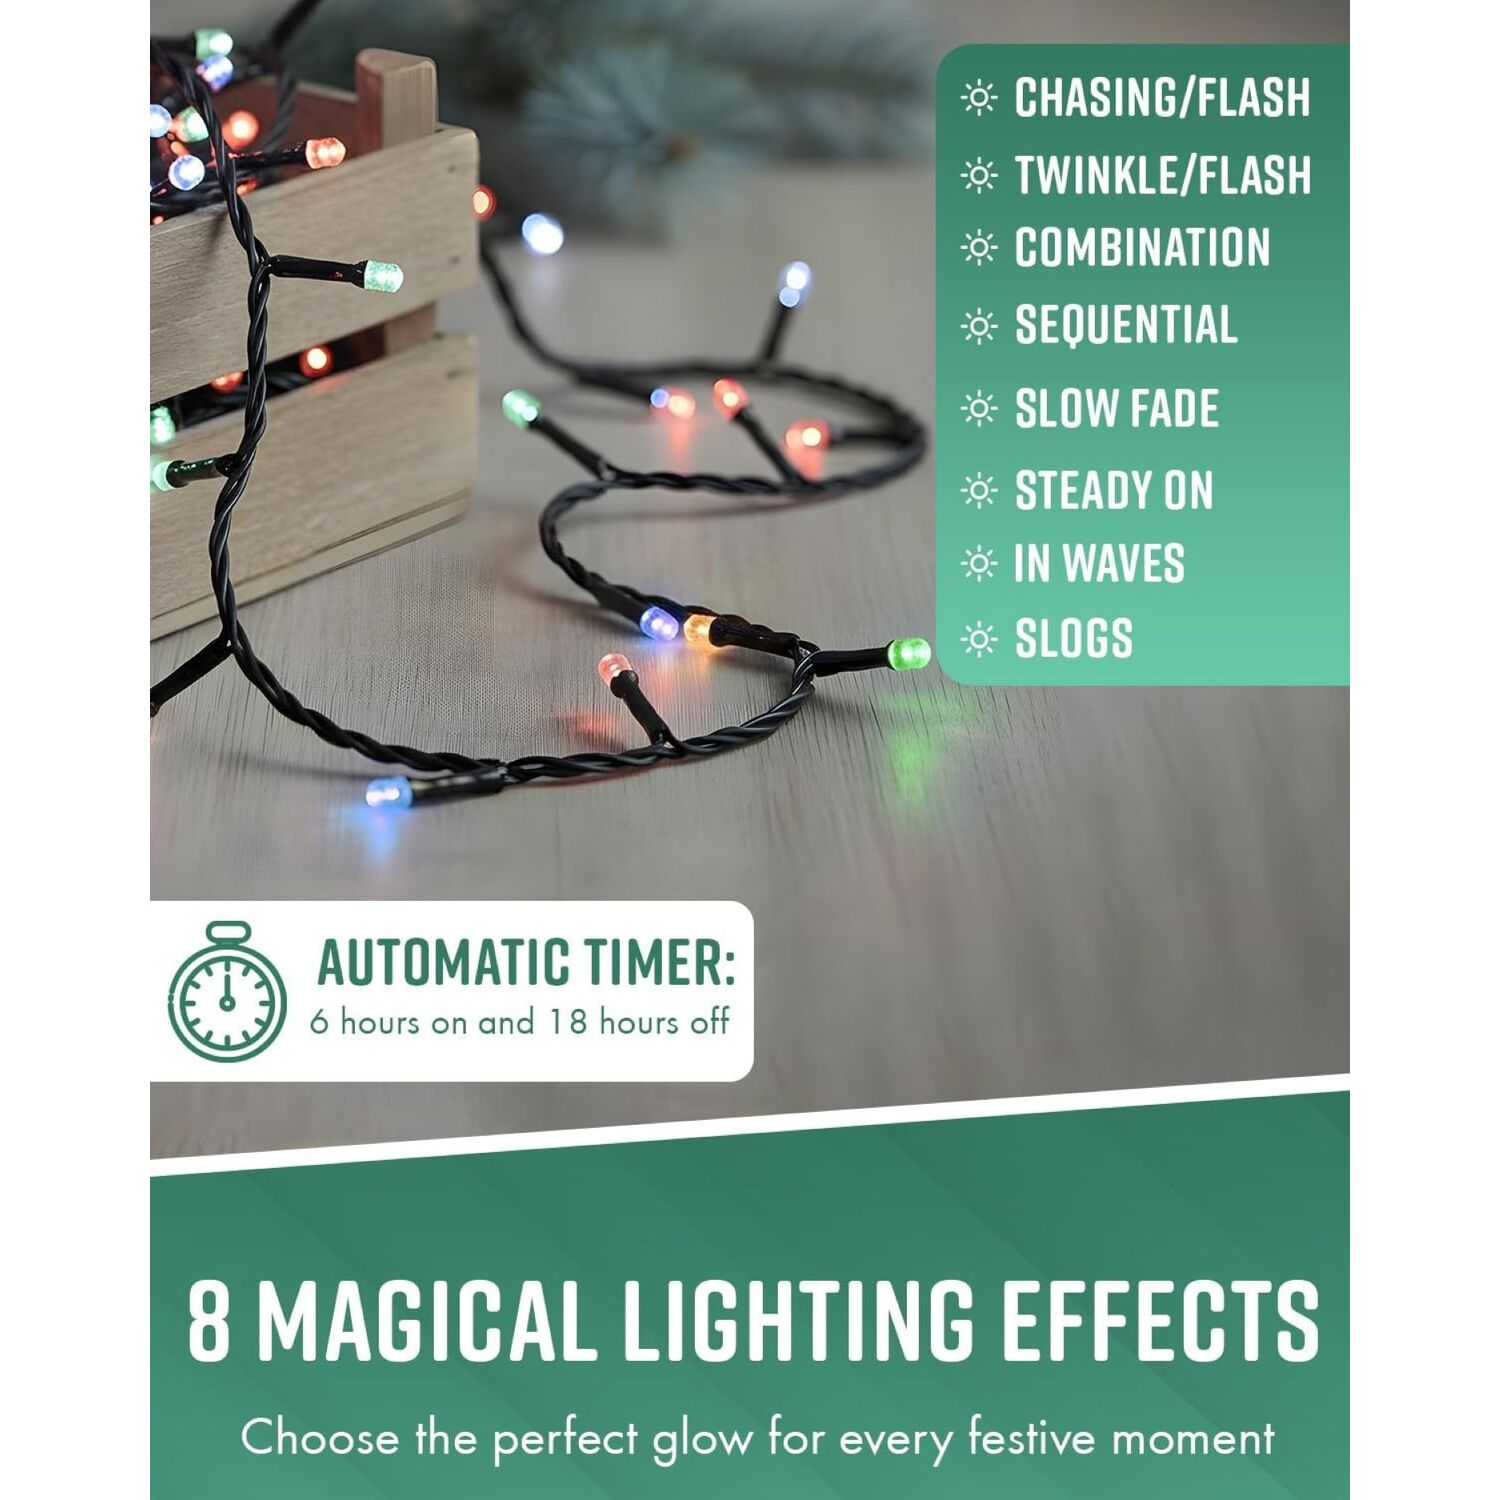 CHASING/FLASH
TWINKLE/FLASH
COMBINATION
SEQUENTIAL
SLOW FADE
STEADY ON
IN WAVES
SLOGS
AUTOMATIC TIMER:
6 hours on and 18 hours off
8 MAGICAL LIGHTING EFFECTS
Choose the perfect glow for every festive moment